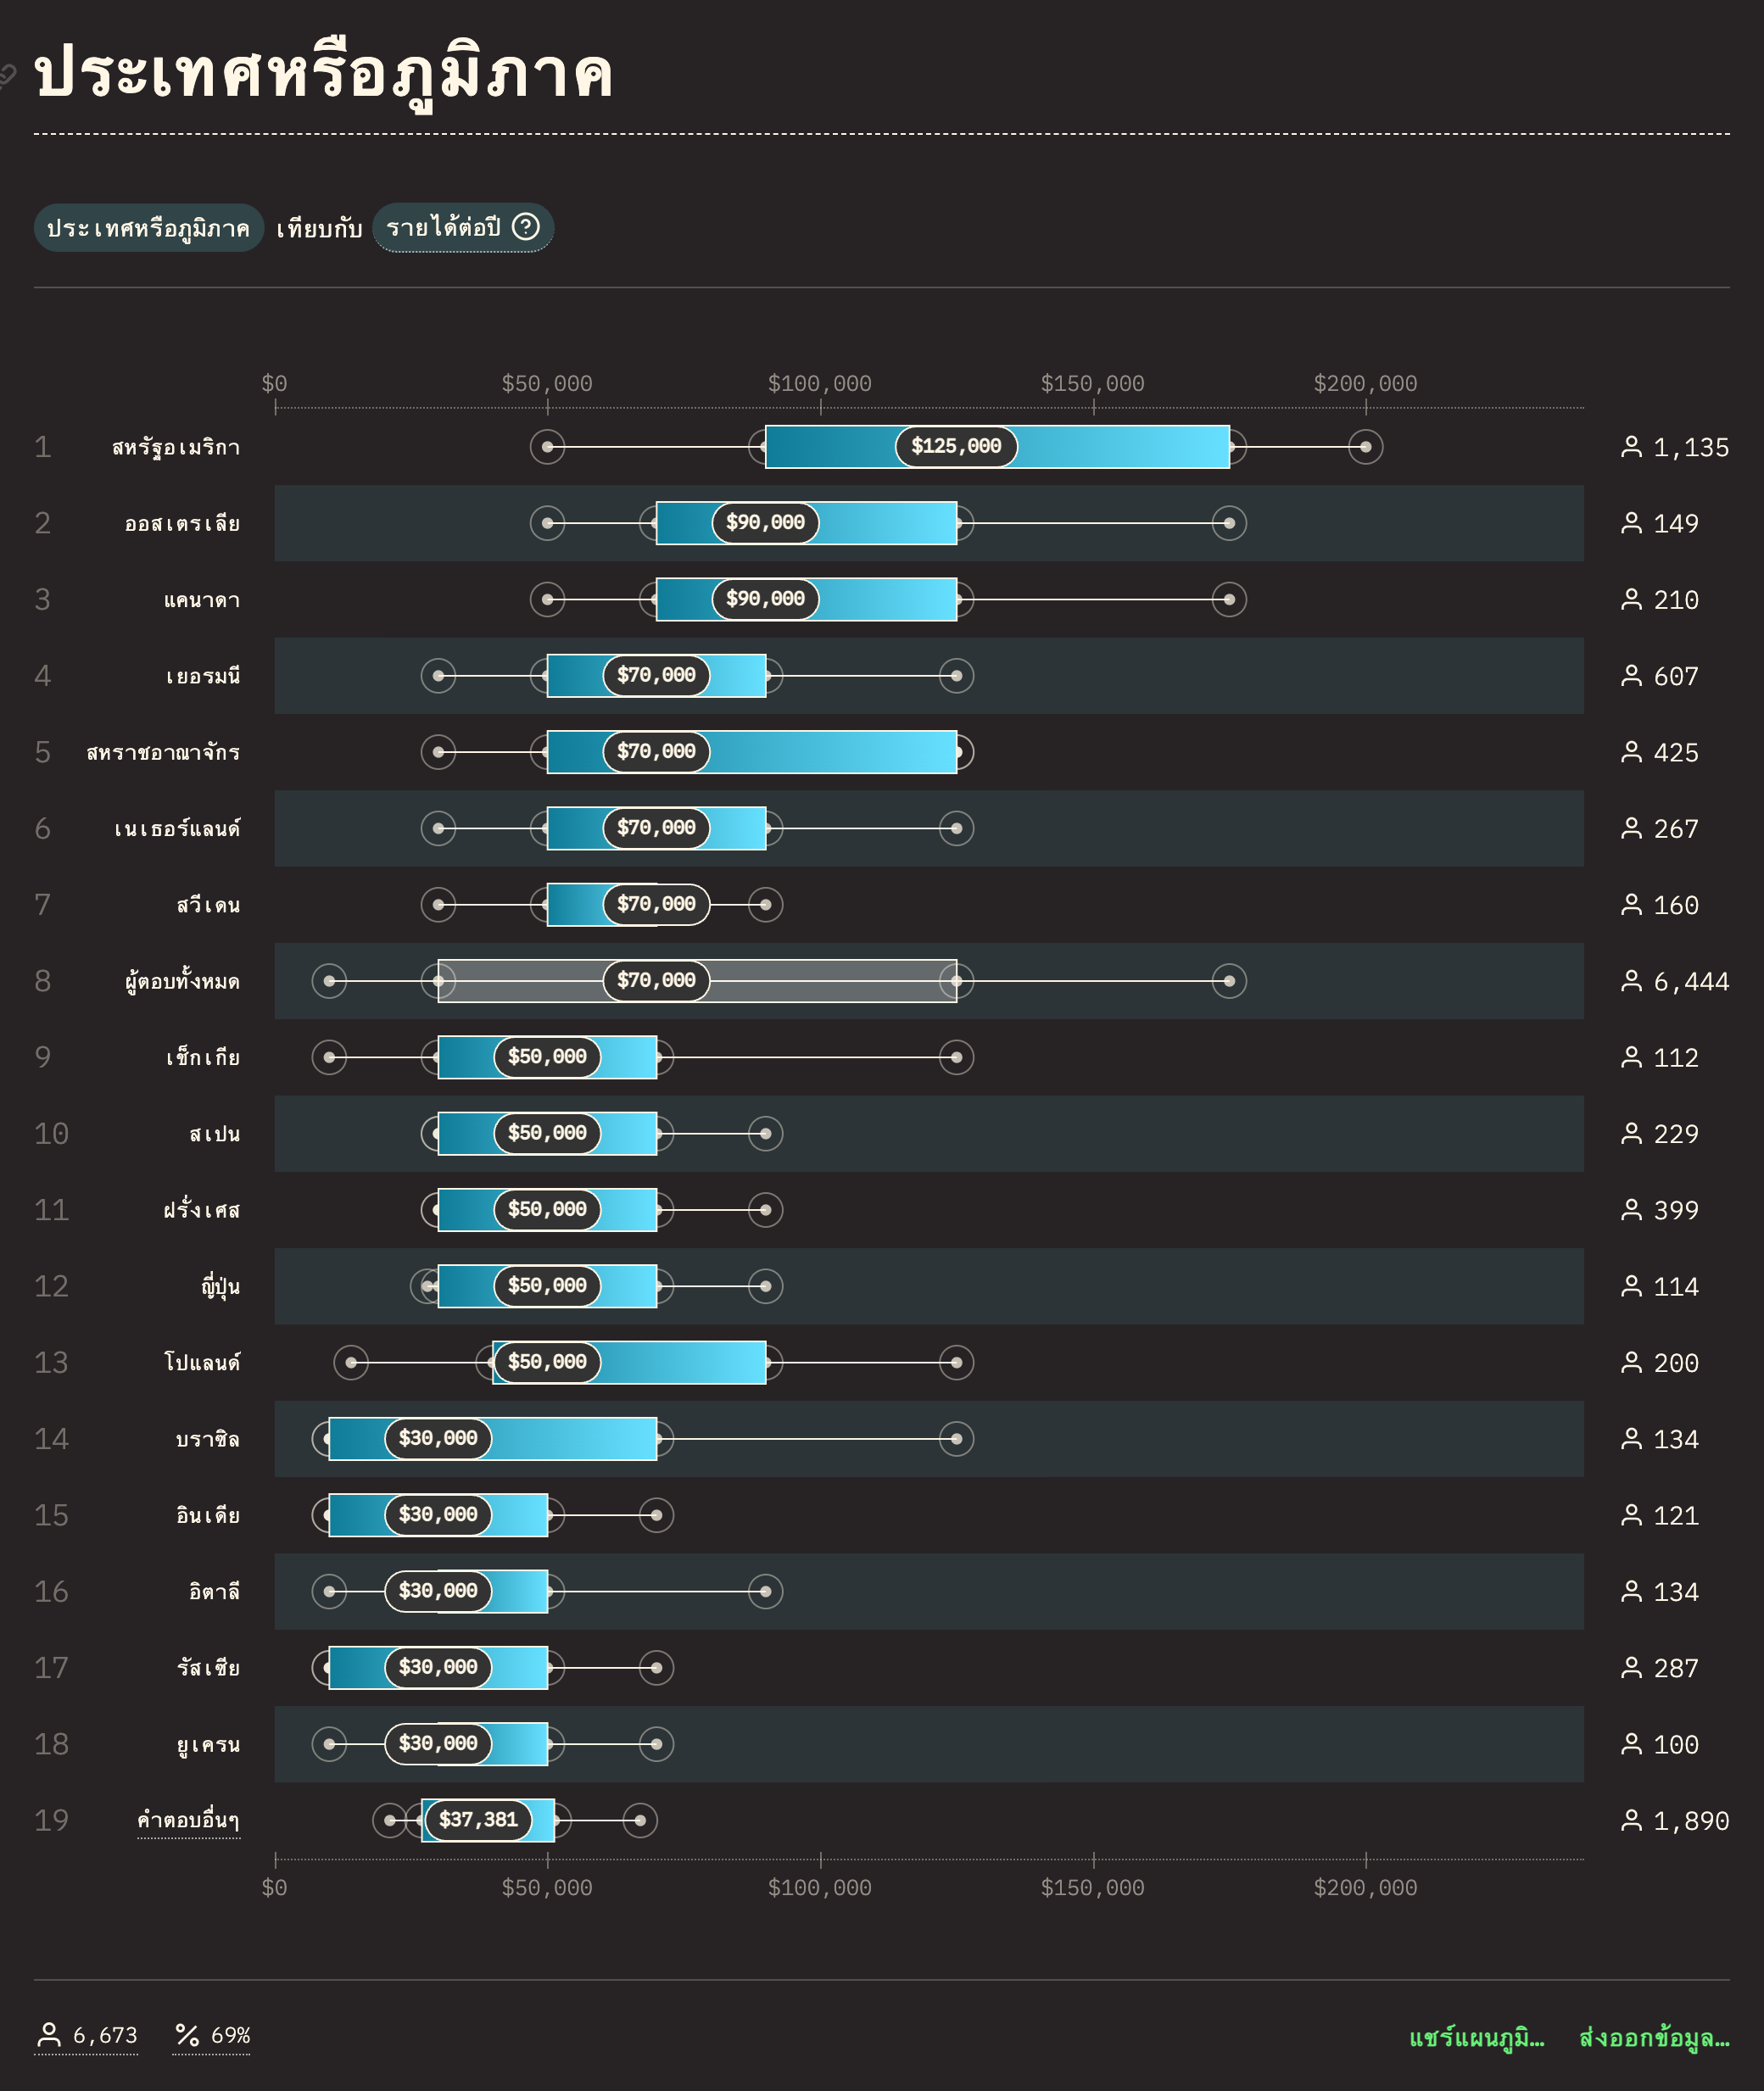 ประเทศหรือภูมิภาค
ประเทศหรือภูมิภาค เทียบกับ รายได้ต่อปี
$0 $50,000 $100,000 $150,000 $200,000
1 สหรัฐอเมริกา $125,000 1,135
2 ออสเตรเลีย $90,000 149
3 แคนาดา $90,000 210
4 เยอรมนี $70,000 607
5 สหราชอาณาจักร $70,000 425
6 เนเธอร์แลนด์ $70,000 267
7 สวีเดน $70,000 160
8 ผู้ตอบทั้งหมด $70,000 6,444
9 เช็กเกีย $50,000 112
10 สเปน $50,000 229
11 ฝรั่งเศส $50,000 399
12 ญี่ปุ่น $50,000 114
13 โปแลนด์ $50,000 200
14 บราซิล $30,000 134
15 อินเดีย $30,000 121
16 อิตาลี $30,000 134
17 รัสเซีย $30,000 287
18 ยูเครน $30,000 100
19 คำตอบอื่นๆ $37,381 1,890
$0 $50,000 $100,000 $150,000 $200,000
6,673 69% แชร์แผนภูมิ… ส่งออกข้อมูล…